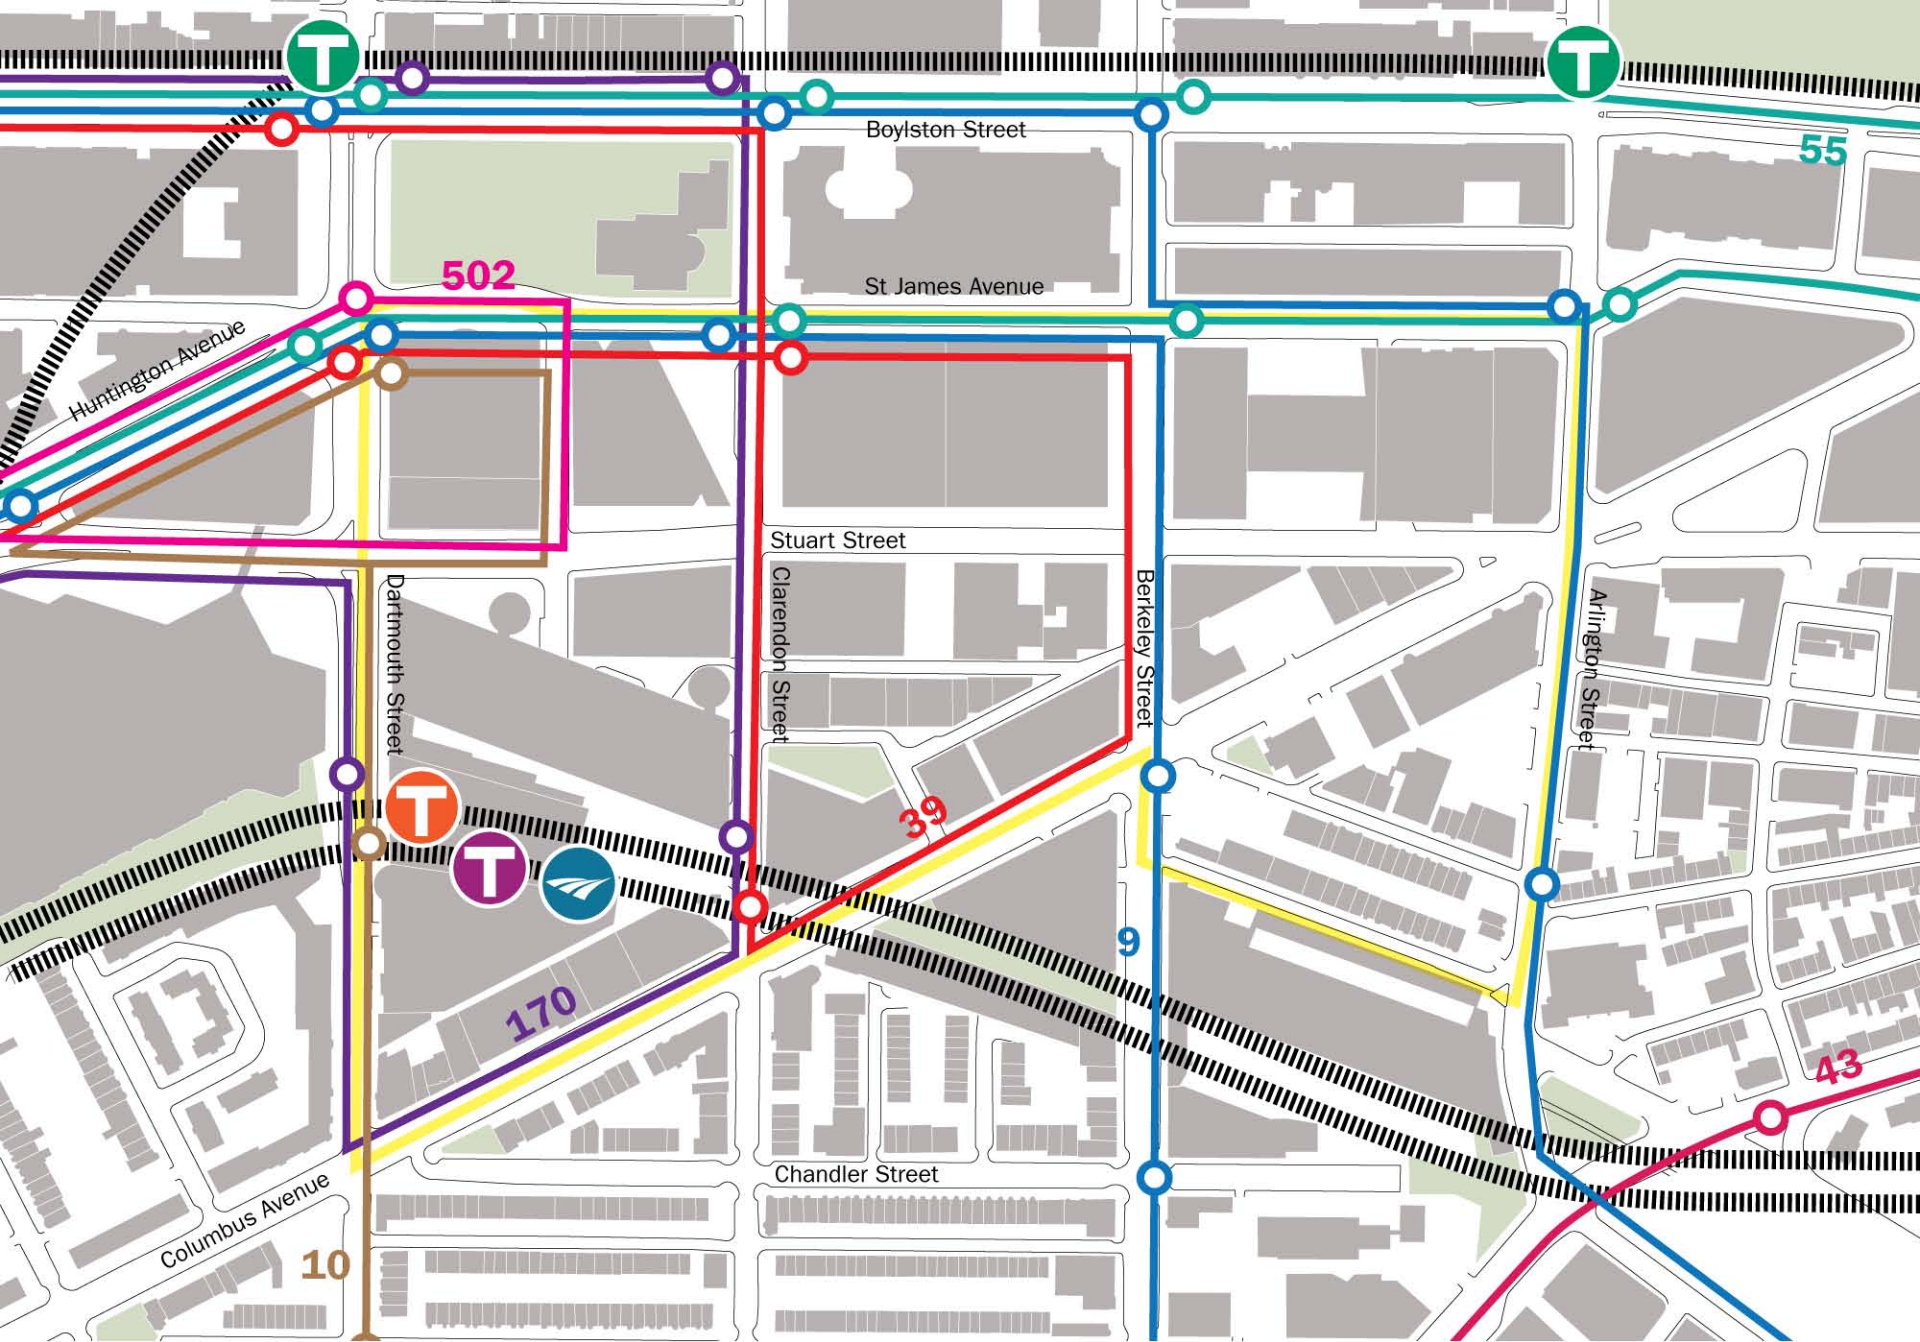 T
T
Boylston Street
55
502
St James Avenue
Huntington Avenue
Stuart Street
Dartmouth Street
Clarendon Street
Berkeley Street
Arlington Street
T
39
T
9
170
43
Chandler Street
Columbus Avenue
10